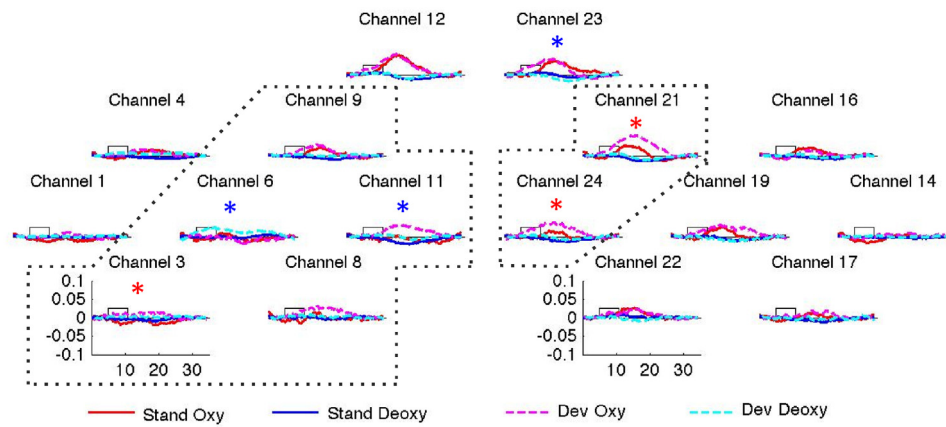 Channel 12 Channel 23
*
Channel 4 Channel 9 Channel 21 Channel 16
*
Channel 1 Channel 6 Channel 11 Channel 24 Channel 19 Channel 14
* * *
Channel 3 Channel 8 Channel 22 Channel 17
0.1 0.1
* 
0.05 0.05
0 0
-0.05 -0.05
-0.1 -0.1
10 20 30 10 20 30
Stand Oxy Stand Deoxy Dev Oxy Dev Deoxy